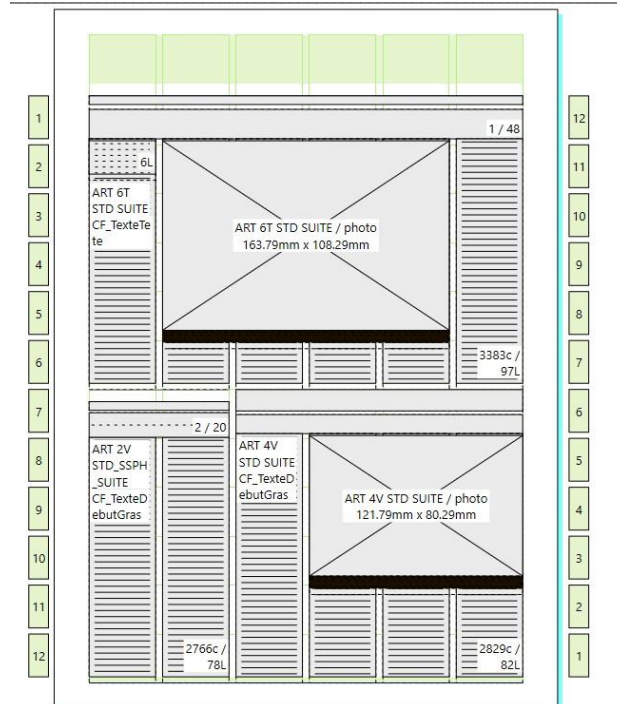 1
2
3
4
5
6
7
8
9
10
11
12
1 / 48
6L
ART 6T
STD SUITE
CF_TexteTe
te
ART 6T STD SUITE / photo
163.79mm x 108.29mm
3383c /
97L
2 / 20
ART 2V
STD_SSPH
_SUITE
CF_TexteD
ebutGras
2766c /
78L
ART 4V
STD SUITE
CF_TexteD
ebutGras
ART 4V STD SUITE / photo
121.79mm x 80.29mm
2829c /
82L
12
11
10
9
8
7
6
5
4
3
2
1